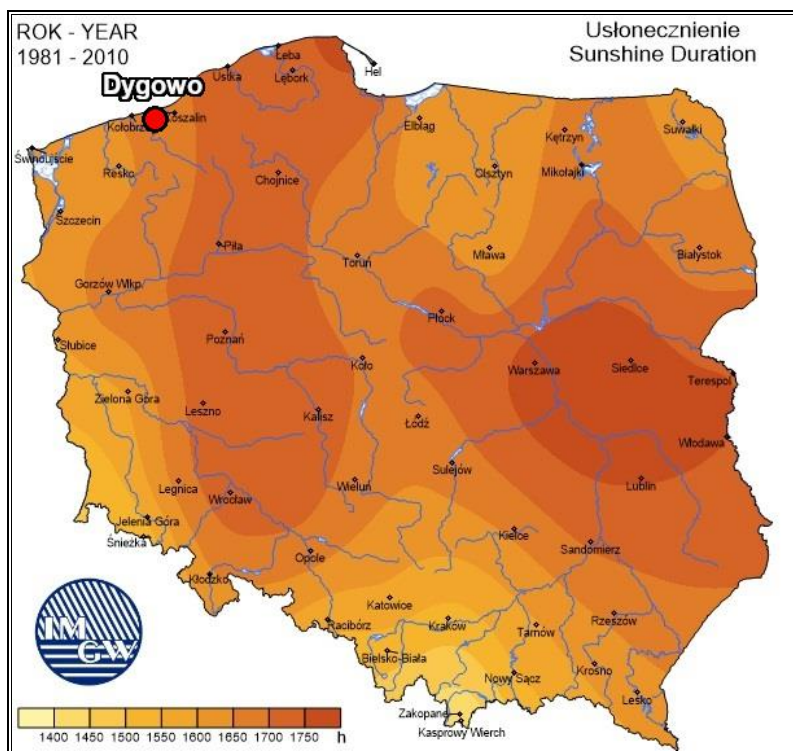 ROK - YEAR
1981 - 2010
Usłonecznienie
Sunshine Duration
Łeba
Hel
Ustka
Lębork
Dygowo
Koszalin
Kołobrzeg
Elbląg
Kętrzyn
Suwałki
Świnoujście
Resko
Chojnice
Olsztyn
Mikołajki
Szczecin
Piła
Toruń
Mława
Białystok
Gorzów Wlkp.
Płock
Słubice
Poznań
Koło
Warszawa
Siedlce
Terespol
Zielona Góra
Leszno
Kalisz
Łódź
Włodawa
Sulejów
Legnica
Wrocław
Wieluń
Lublin
Jelenia Góra
Śnieżka
Kielce
Opole
Sandomierz
Kłodzko
Katowice
Racibórz
Kraków
Tarnów
Rzeszów
Bielsko-Biała
Nowy Sącz
Krosno
Lesko
Zakopane
Kasprowy Wierch
IM
GW
1400 1450 1500 1550 1600 1650 1700 1750 h